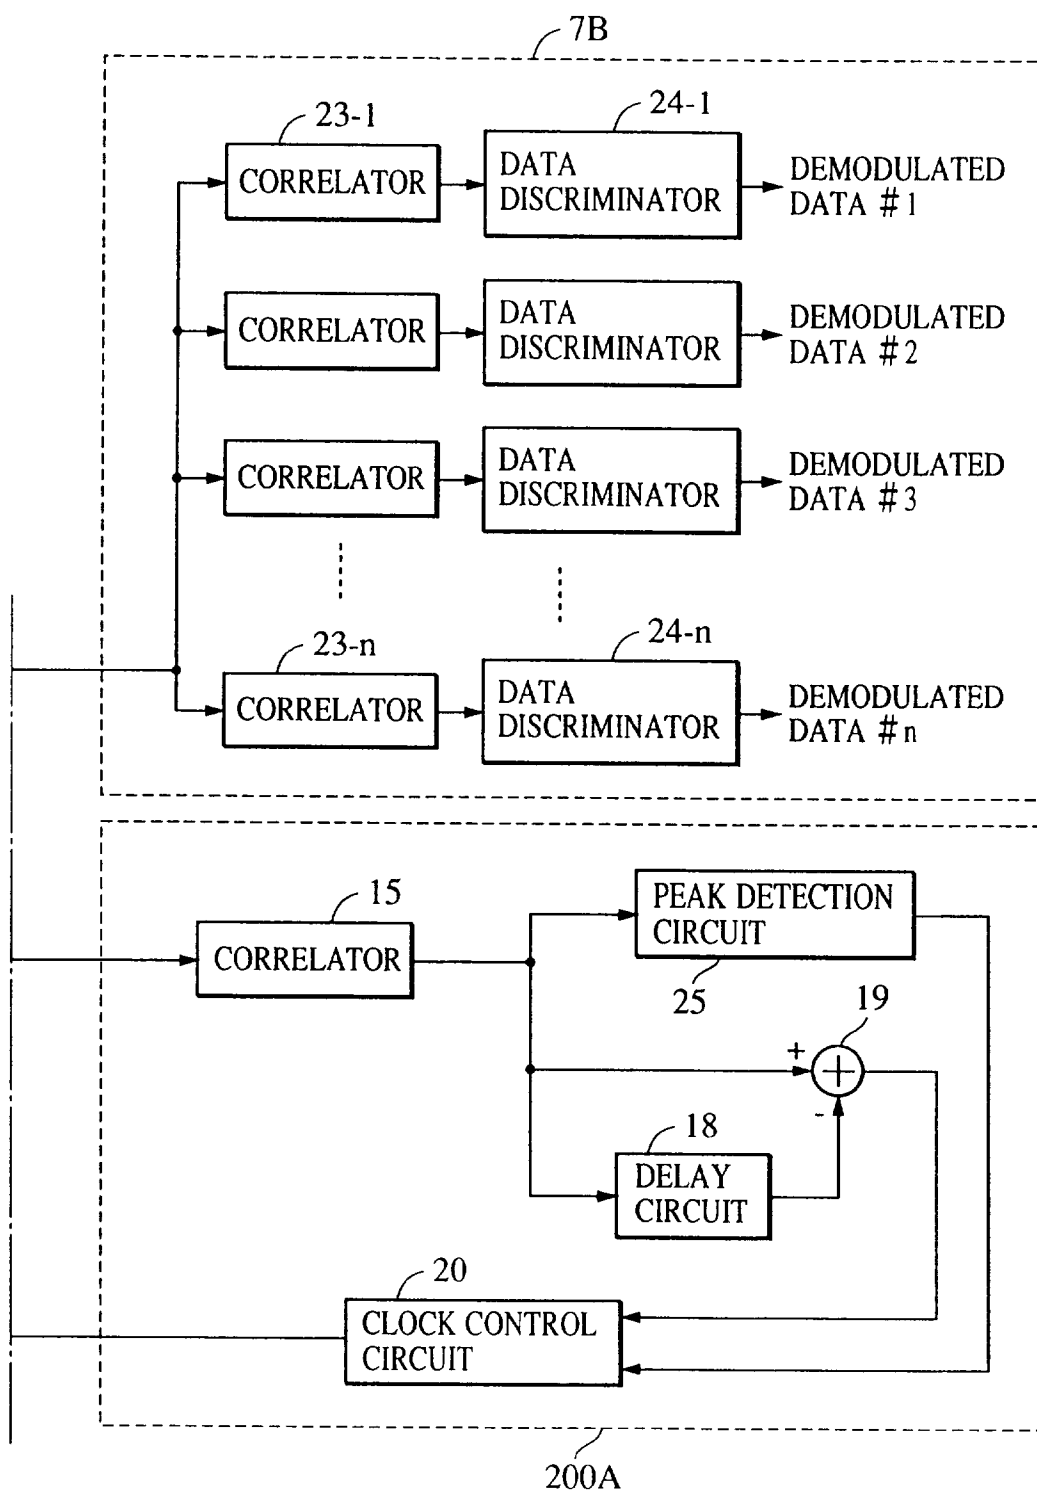 7B
23-1
24-1
CORRELATOR
DATA
DISCRIMINATOR
DEMODULATED
DATA #1
CORRELATOR
DATA
DISCRIMINATOR
DEMODULATED
DATA #2
CORRELATOR
DATA
DISCRIMINATOR
DEMODULATED
DATA #3
23-n
24-n
CORRELATOR
DATA
DISCRIMINATOR
DEMODULATED
DATA #n
15
CORRELATOR
PEAK DETECTION
CIRCUIT
25
19
+
-
18
DELAY
CIRCUIT
20
CLOCK CONTROL
CIRCUIT
200A